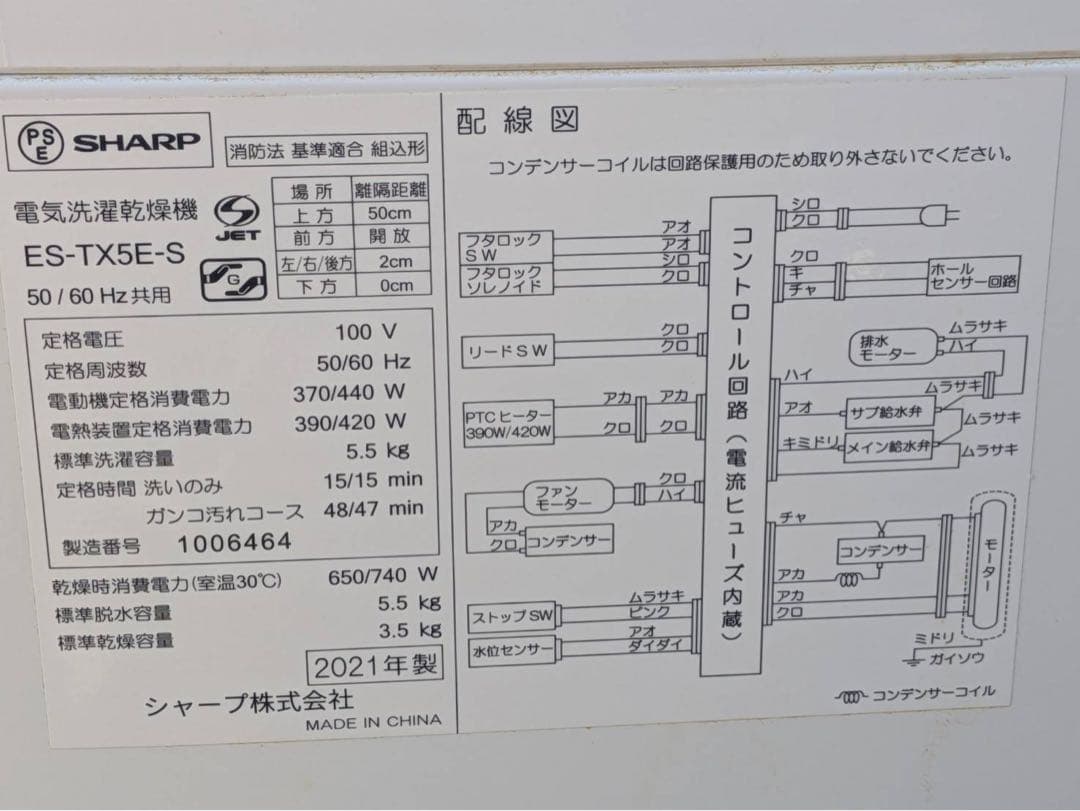 PSE SHARP
消防法 基準適合 組込形
電気洗濯乾燥機
JET
ES-TX5E-S
G
50/60 Hz共用
場所 離隔距離
上方 50cm
前方 開放
左/右/後方 2cm
下方 0cm
定格電圧 100 V
定格周波数 50/60 Hz
電動機定格消費電力 370/440 W
電熱装置定格消費電力 390/420 W
標準洗濯容量 5.5 kg
定格時間 洗いのみ 15/15 min
ガンコ汚れコース 48/47 min
製造番号 1006464
乾燥時消費電力(室温30℃) 650/740 W
標準脱水容量 5.5 kg
標準乾燥容量 3.5 kg
2021年製
シャープ株式会社
MADE IN CHINA
配線図
コンデンサーコイルは回路保護用のため取り外さないでください。
フタロック
SW
アオ
アオ
フタロック
ソレノイド
シロ
クロ
リードSW
クロ
クロ
PTCヒーター
390W/420W
アカ アカ
クロ クロ
ファン
モーター
クロ
ハイ
アカ
クロ
コンデンサー
ストップSW
ムラサキ
ピンク
水位センサー
アオ
ダイダイ
コントロール回路(電流ヒューズ内蔵)
シロ
クロ
クロ
キ
チャ
ホール
センサー回路
排水
モーター
ムラサキ
ハイ
ハイ
ムラサキ
アオ
サブ給水弁
ムラサキ
キミドリ
メイン給水弁
ムラサキ
チャ
コンデンサー
アカ
アカ
クロ
モーター
ミドリ
ガイソウ
コンデンサーコイル